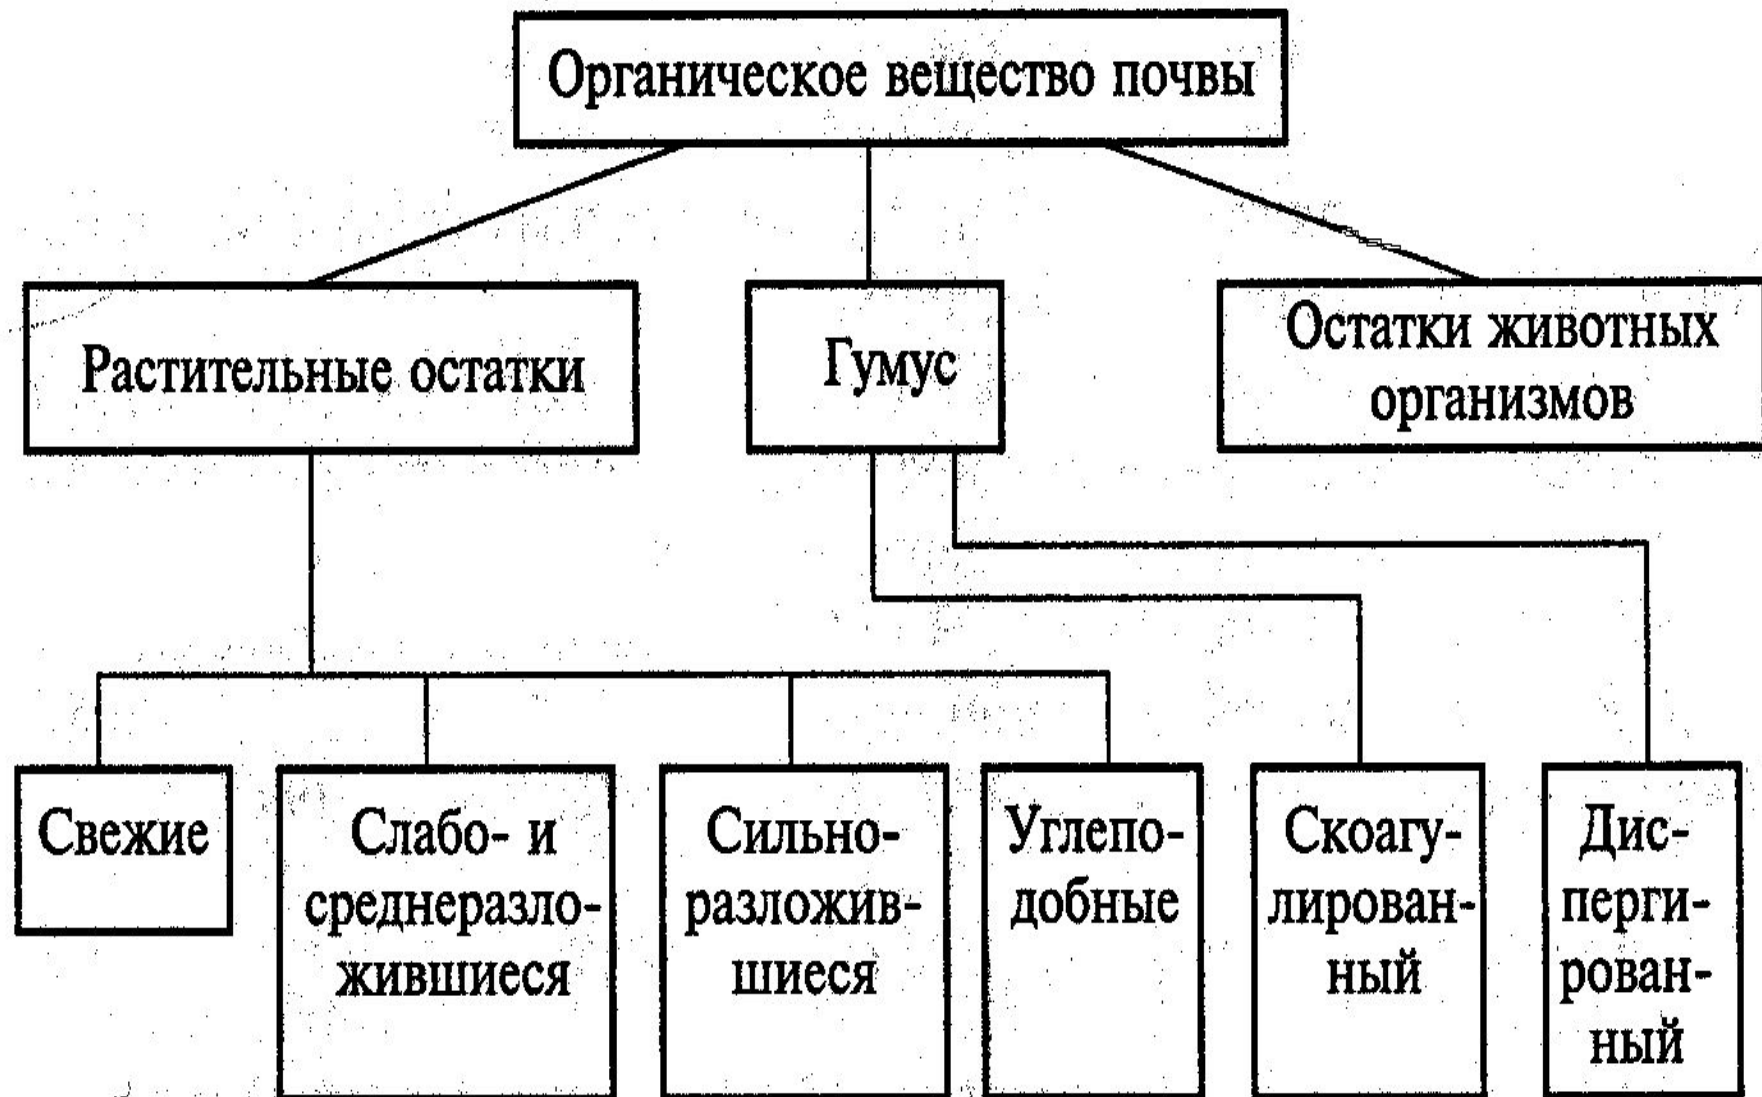 Органическое вещество почвы
Растительные остатки
Гумус
Остатки животных
организмов
Свежие
Слабо- и
среднеразло-
жившиеся
Сильно-
разложив-
шиеся
Углепо-
добные
Скоагу-
лирован-
ный
Дис-
перги-
рован-
ный